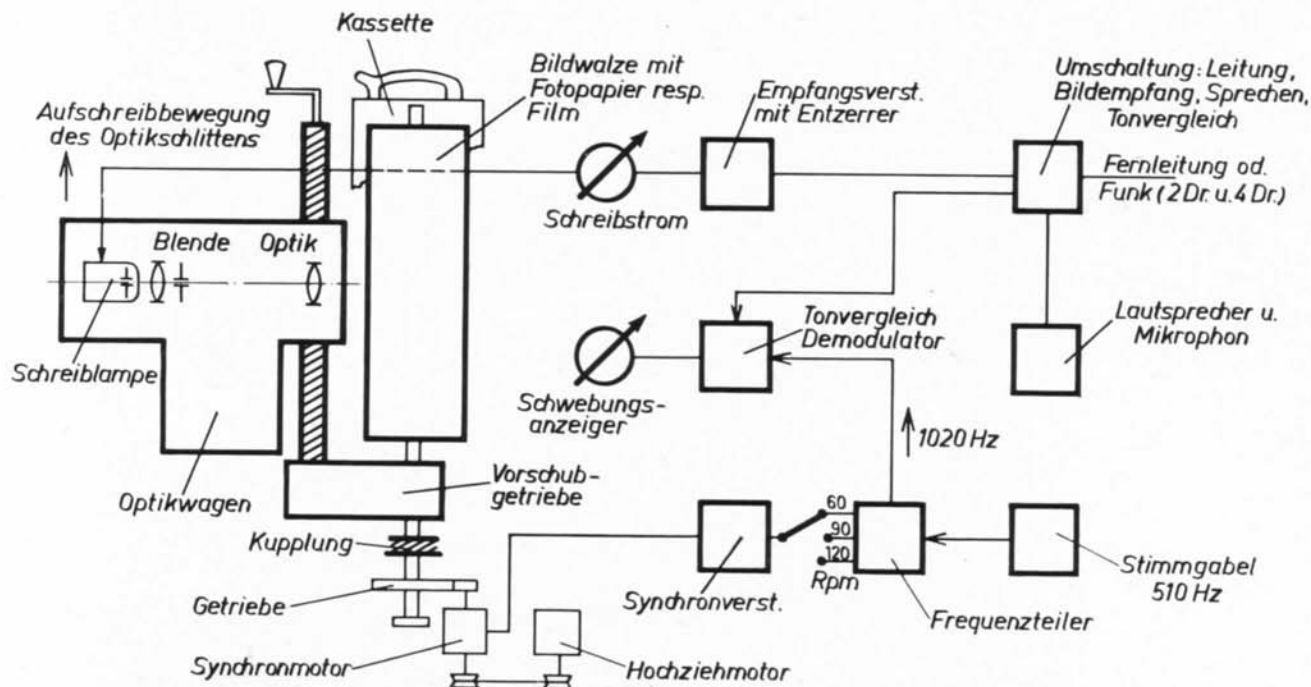 Kassette
Bildwalze mit
Fotopapier resp.
Film
Empfangsverst.
mit Entzerrer
Umschaltung: Leitung,
Bildempfang, Sprechen,
Tonvergleich
Aufschreibbewegung
des Optikschlittens
Fernleitung od.
Funk (2 Dr. u. 4 Dr.)
Schreibstrom
Blende Optik
Tonvergleich
Demodulator
Lautsprecher u.
Mikrophon
Schreiblampe
Schwebungs-
anzeiger
1020 Hz
Vorschub-
getriebe
Optikwagen
60
90
120
Rpm
Kupplung
Stimmgabel
510 Hz
Getriebe
Synchronverst.
Frequenzteiler
Synchronmotor
Hochziehmotor